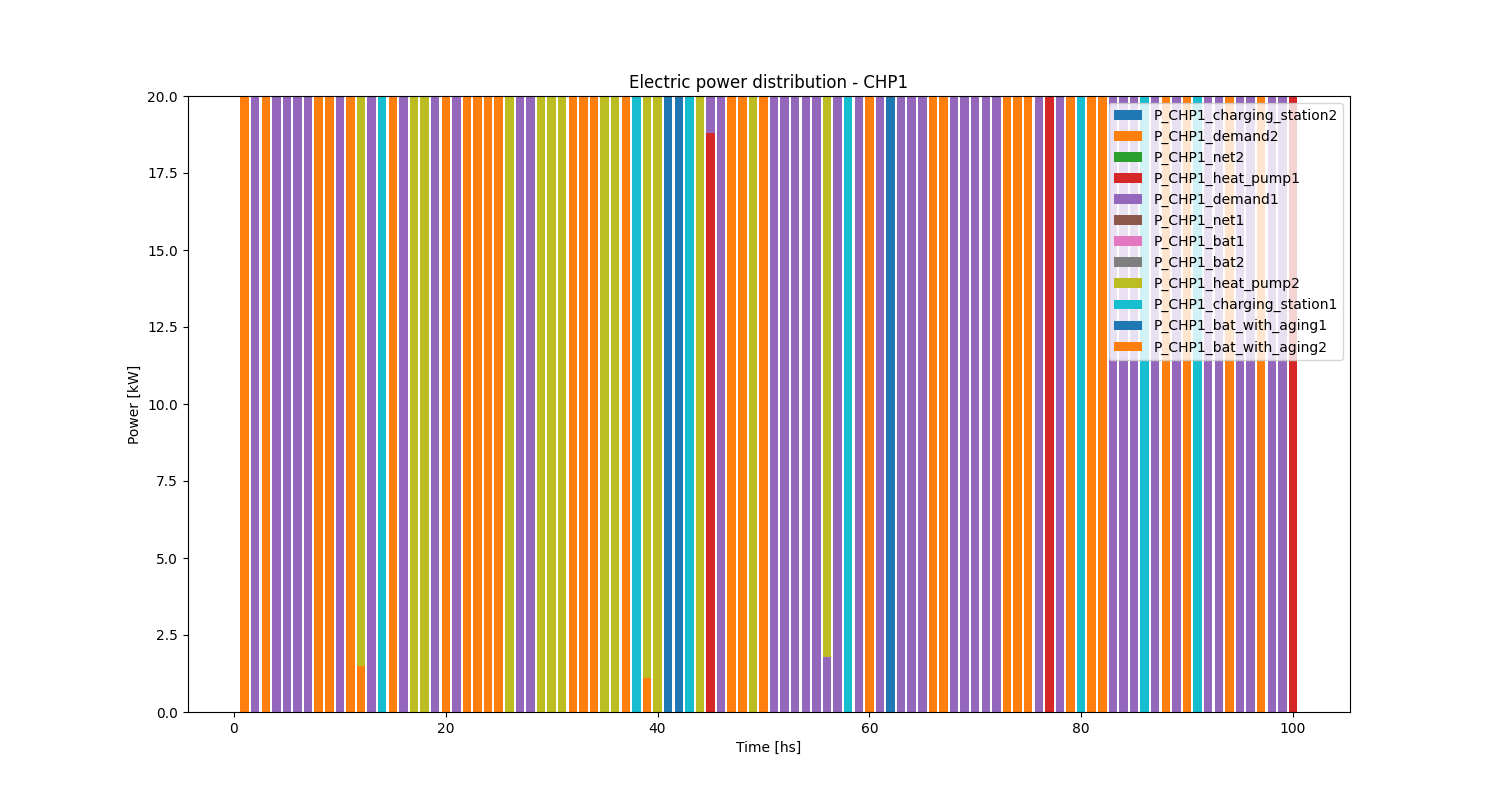 Electric power distribution - CHP1
20.0
17.5
15.0
12.5
10.0
7.5
5.0
2.5
0.0
Power [kW]
0
20
40
60
80
100
Time [hs]
P_CHP1_charging_station2
P_CHP1_demand2
P_CHP1_net2
P_CHP1_heat_pump1
P_CHP1_demand1
P_CHP1_net1
P_CHP1_bat1
P_CHP1_bat2
P_CHP1_heat_pump2
P_CHP1_charging_station1
P_CHP1_bat_with_aging1
P_CHP1_bat_with_aging2